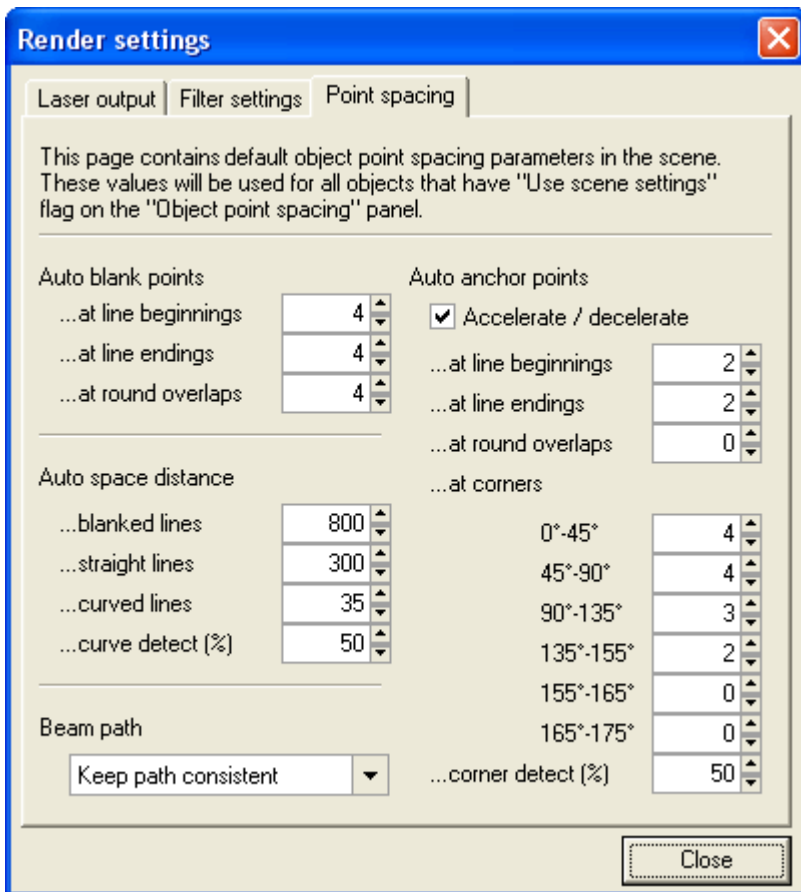 Render settings
Laser output
Filter settings
Point spacing
This page contains default object point spacing parameters in the scene.
These values will be used for all objects that have "Use scene settings"
flag on the "Object point spacing" panel.
Auto blank points
...at line beginnings 4
...at line endings 4
...at round overlaps 4
Auto space distance
...blanked lines 800
...straight lines 300
...curved lines 35
...curve detect (%) 50
Beam path
Keep path consistent
Auto anchor points
Accelerate / decelerate
...at line beginnings 2
...at line endings 2
...at round overlaps 0
...at corners
0°-45° 4
45°-90° 4
90°-135° 3
135°-155° 2
155°-165° 0
165°-175° 0
...corner detect (%) 50
Close